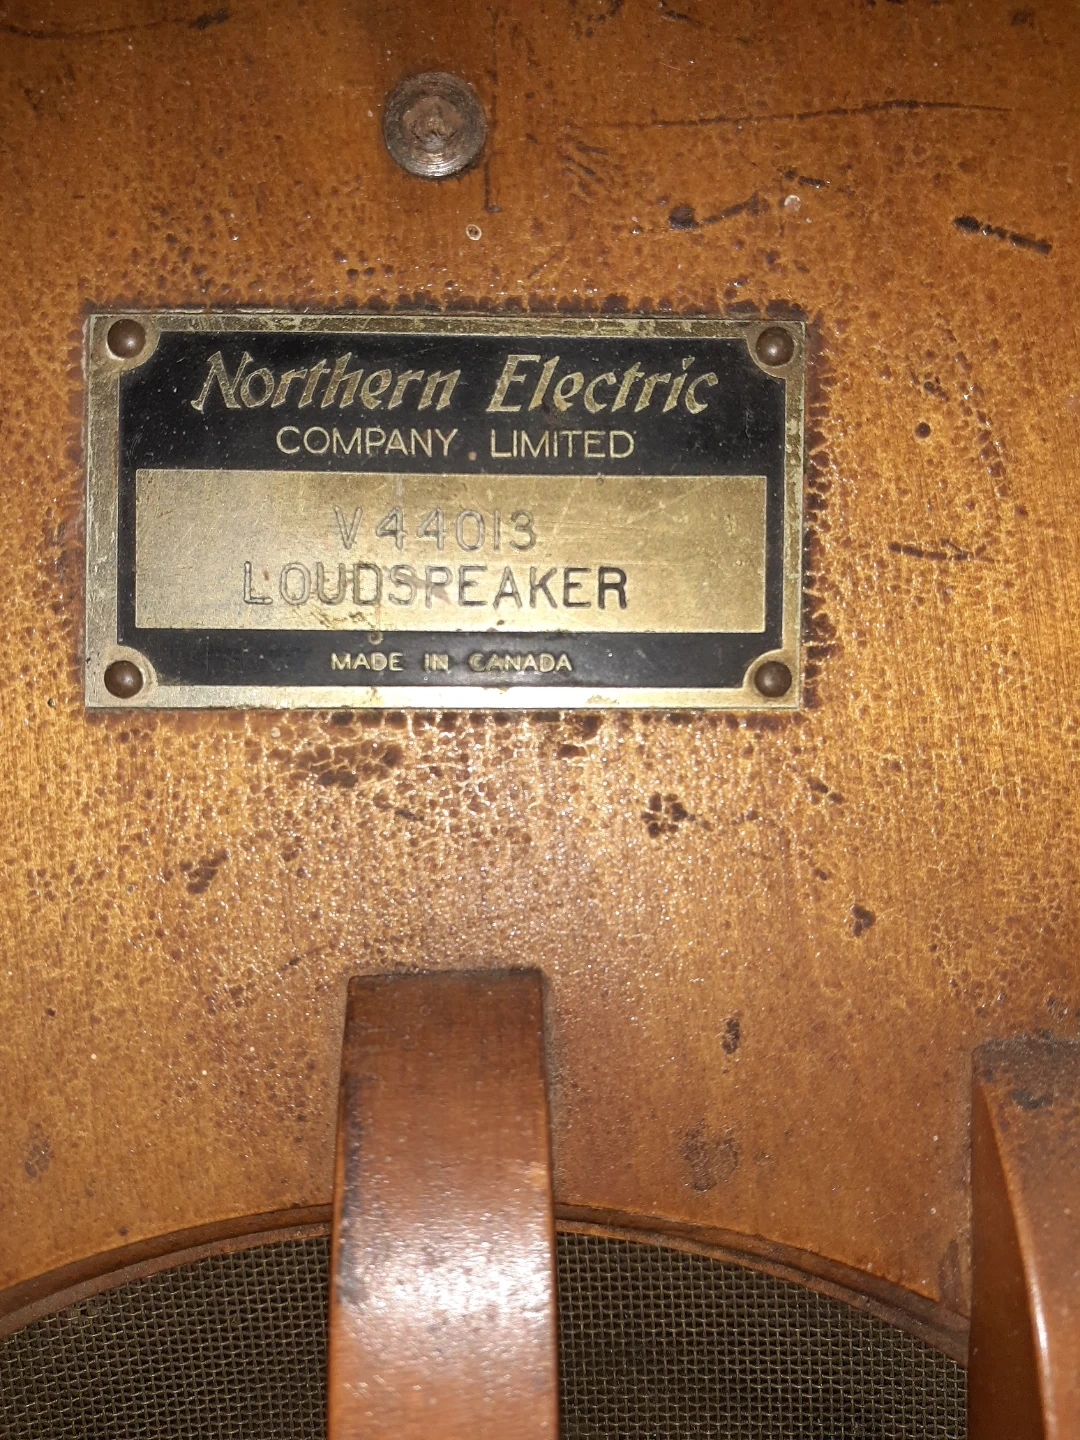 Northern Electric
COMPANY LIMITED
V44013
LOUDSPEAKER
MADE IN CANADA